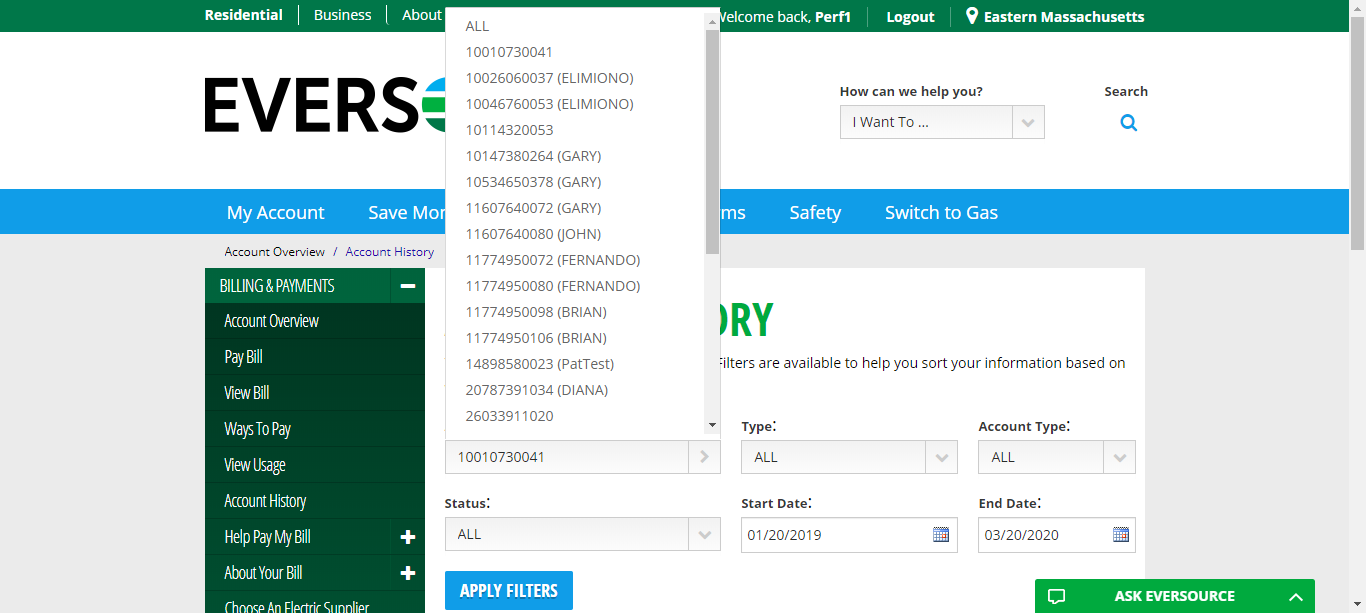 Residential Business About Welcome back, Perf1 Logout Eastern Massachusetts
EVERS
How can we help you? Search
I Want To ...
My Account Save Mor ms Safety Switch to Gas
Account Overview / Account History
ALL
10010730041
10026060037 (ELIMIONO)
10046760053 (ELIMIONO)
10114320053
10147380264 (GARY)
10534650378 (GARY)
11607640072 (GARY)
11607640080 (JOHN)
11774950072 (FERNANDO)
11774950080 (FERNANDO)
11774950098 (BRIAN)
11774950106 (BRIAN)
14898580023 (PatTest)
20787391034 (DIANA)
26033911020
BILLING & PAYMENTS
Account Overview
Pay Bill
View Bill
Ways To Pay
View Usage
Account History
Help Pay My Bill
About Your Bill
Choose An Electric Supplier
ORY
Filters are available to help you sort your information based on
Type: Account Type:
10010730041 ALL ALL
Status: Start Date: End Date:
ALL 01/20/2019 03/20/2020
APPLY FILTERS
ASK EVERSOURCE